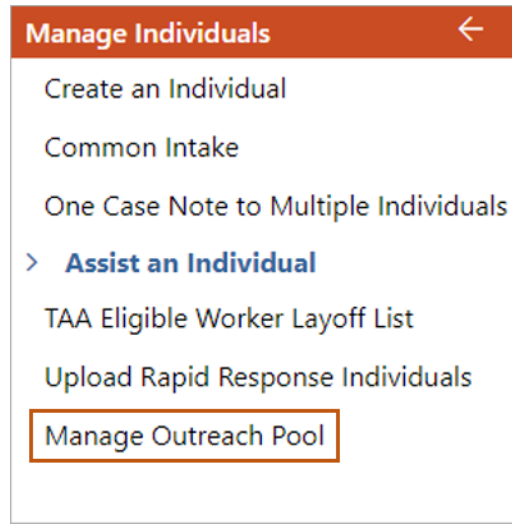 Manage Individuals
Create an Individual
Common Intake
One Case Note to Multiple Individuals
Assist an Individual
TAA Eligible Worker Layoff List
Upload Rapid Response Individuals
Manage Outreach Pool